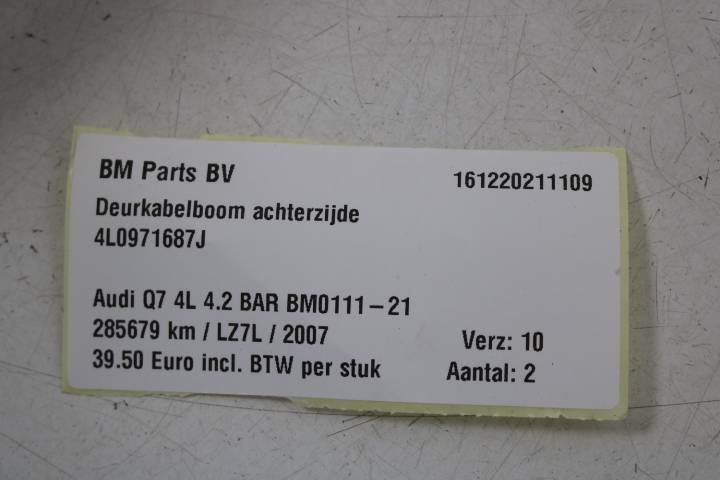 BM Parts BV 161220211109
Deurkabelboom achterzijde
4L0971687J
Audi Q7 4L 4.2 BAR BM0111-21
285679 km / LZ7L / 2007 Verz: 10
39.50 Euro incl. BTW per stuk Aantal: 2